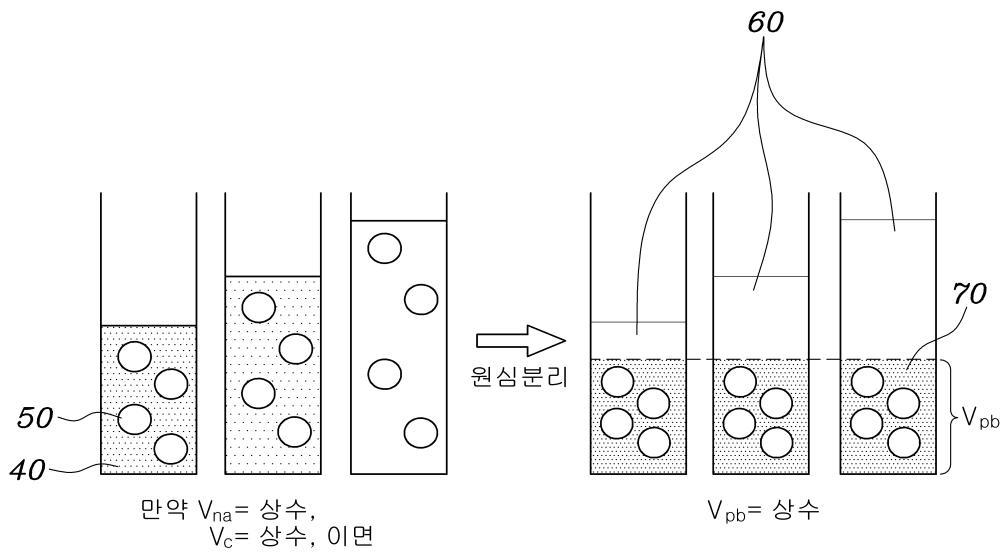 60
70
원심분리
50
40
V_pb
만약 V_na= 상수,
V_c= 상수, 이면
V_pb= 상수